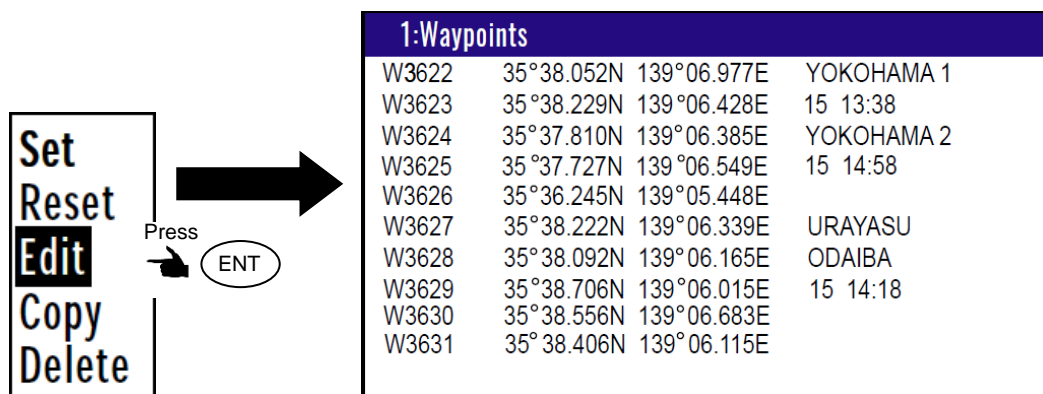 Set
Reset
Edit
Copy
Delete
Press
ENT
1:Waypoints
W3622 35°38.052N 139°06.977E YOKOHAMA 1
W3623 35°38.229N 139°06.428E 15 13:38
W3624 35°37.810N 139°06.385E YOKOHAMA 2
W3625 35°37.727N 139°06.549E 15 14:58
W3626 35°36.245N 139°05.448E
W3627 35°38.222N 139°06.339E URAYASU
W3628 35°38.092N 139°06.165E ODAIBA
W3629 35°38.706N 139°06.015E 15 14:18
W3630 35°38.556N 139°06.683E
W3631 35°38.406N 139°06.115E